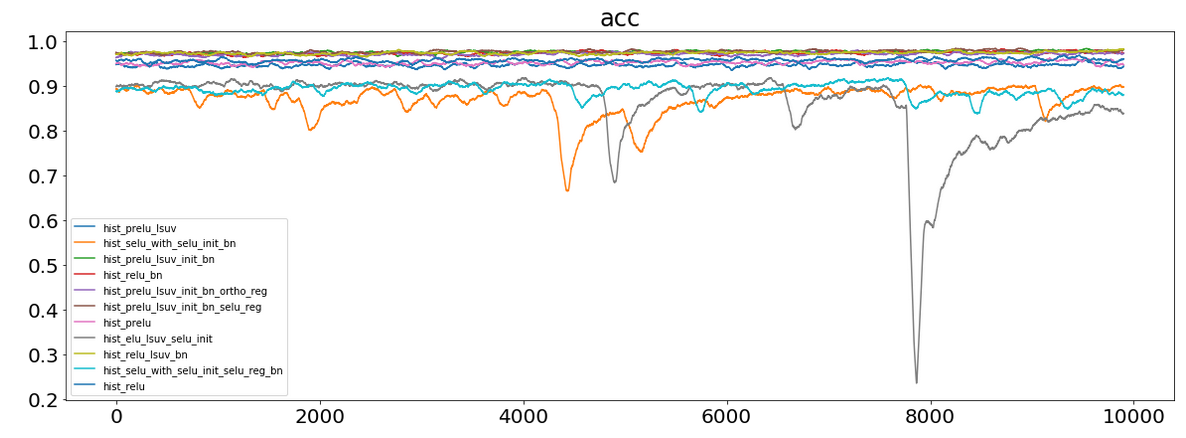 acc
1.0
0.9
0.8
0.7
0.6
0.5
0.4
0.3
0.2
hist_prelu_lsuv
hist_selu_with_selu_init_bn
hist_prelu_lsuv_init_bn
hist_relu_bn
hist_prelu_lsuv_init_bn_ortho_reg
hist_prelu_lsuv_init_bn_selu_reg
hist_prelu
hist_elu_lsuv_selu_init
hist_relu_lsuv_bn
hist_selu_with_selu_init_selu_reg_bn
hist_relu
0 2000 4000 6000 8000 10000